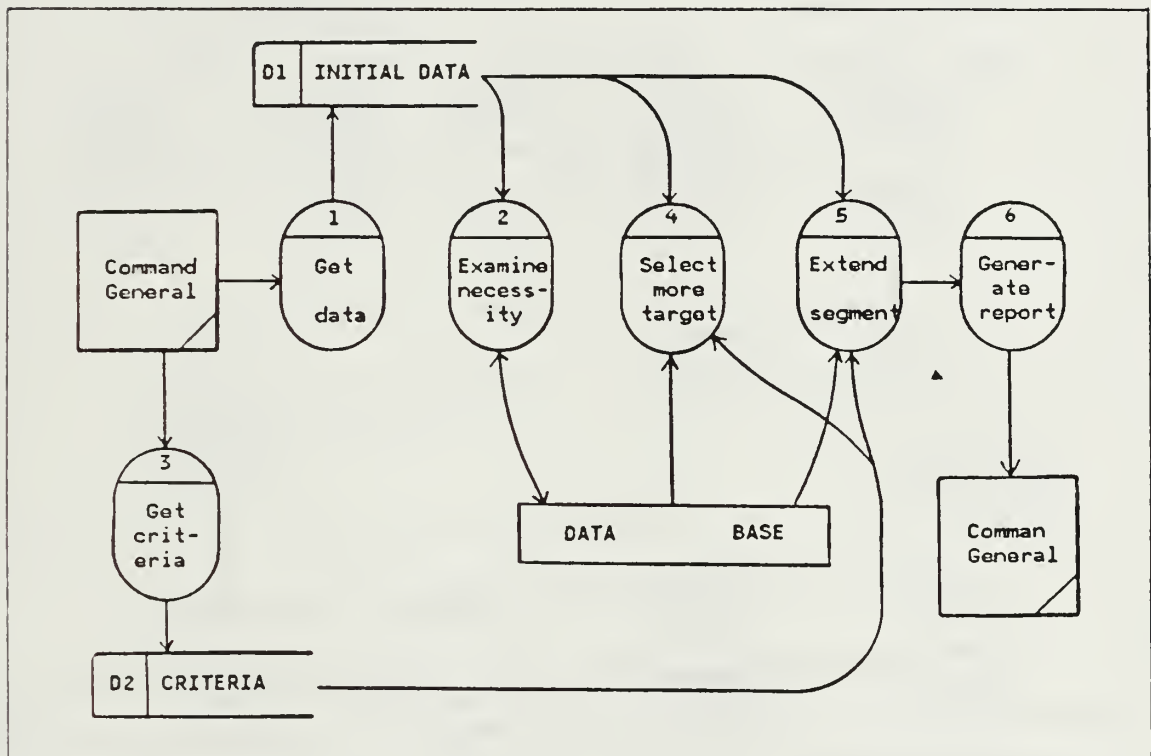 D1 INITIAL DATA
Command
General
1
Get
data
2
Examine
necess-
ity
4
Select
more
target
5
Extend
segment
6
Gener-
ate
report
3
Get
crit-
eria
DATA BASE
Comman
General
D2 CRITERIA